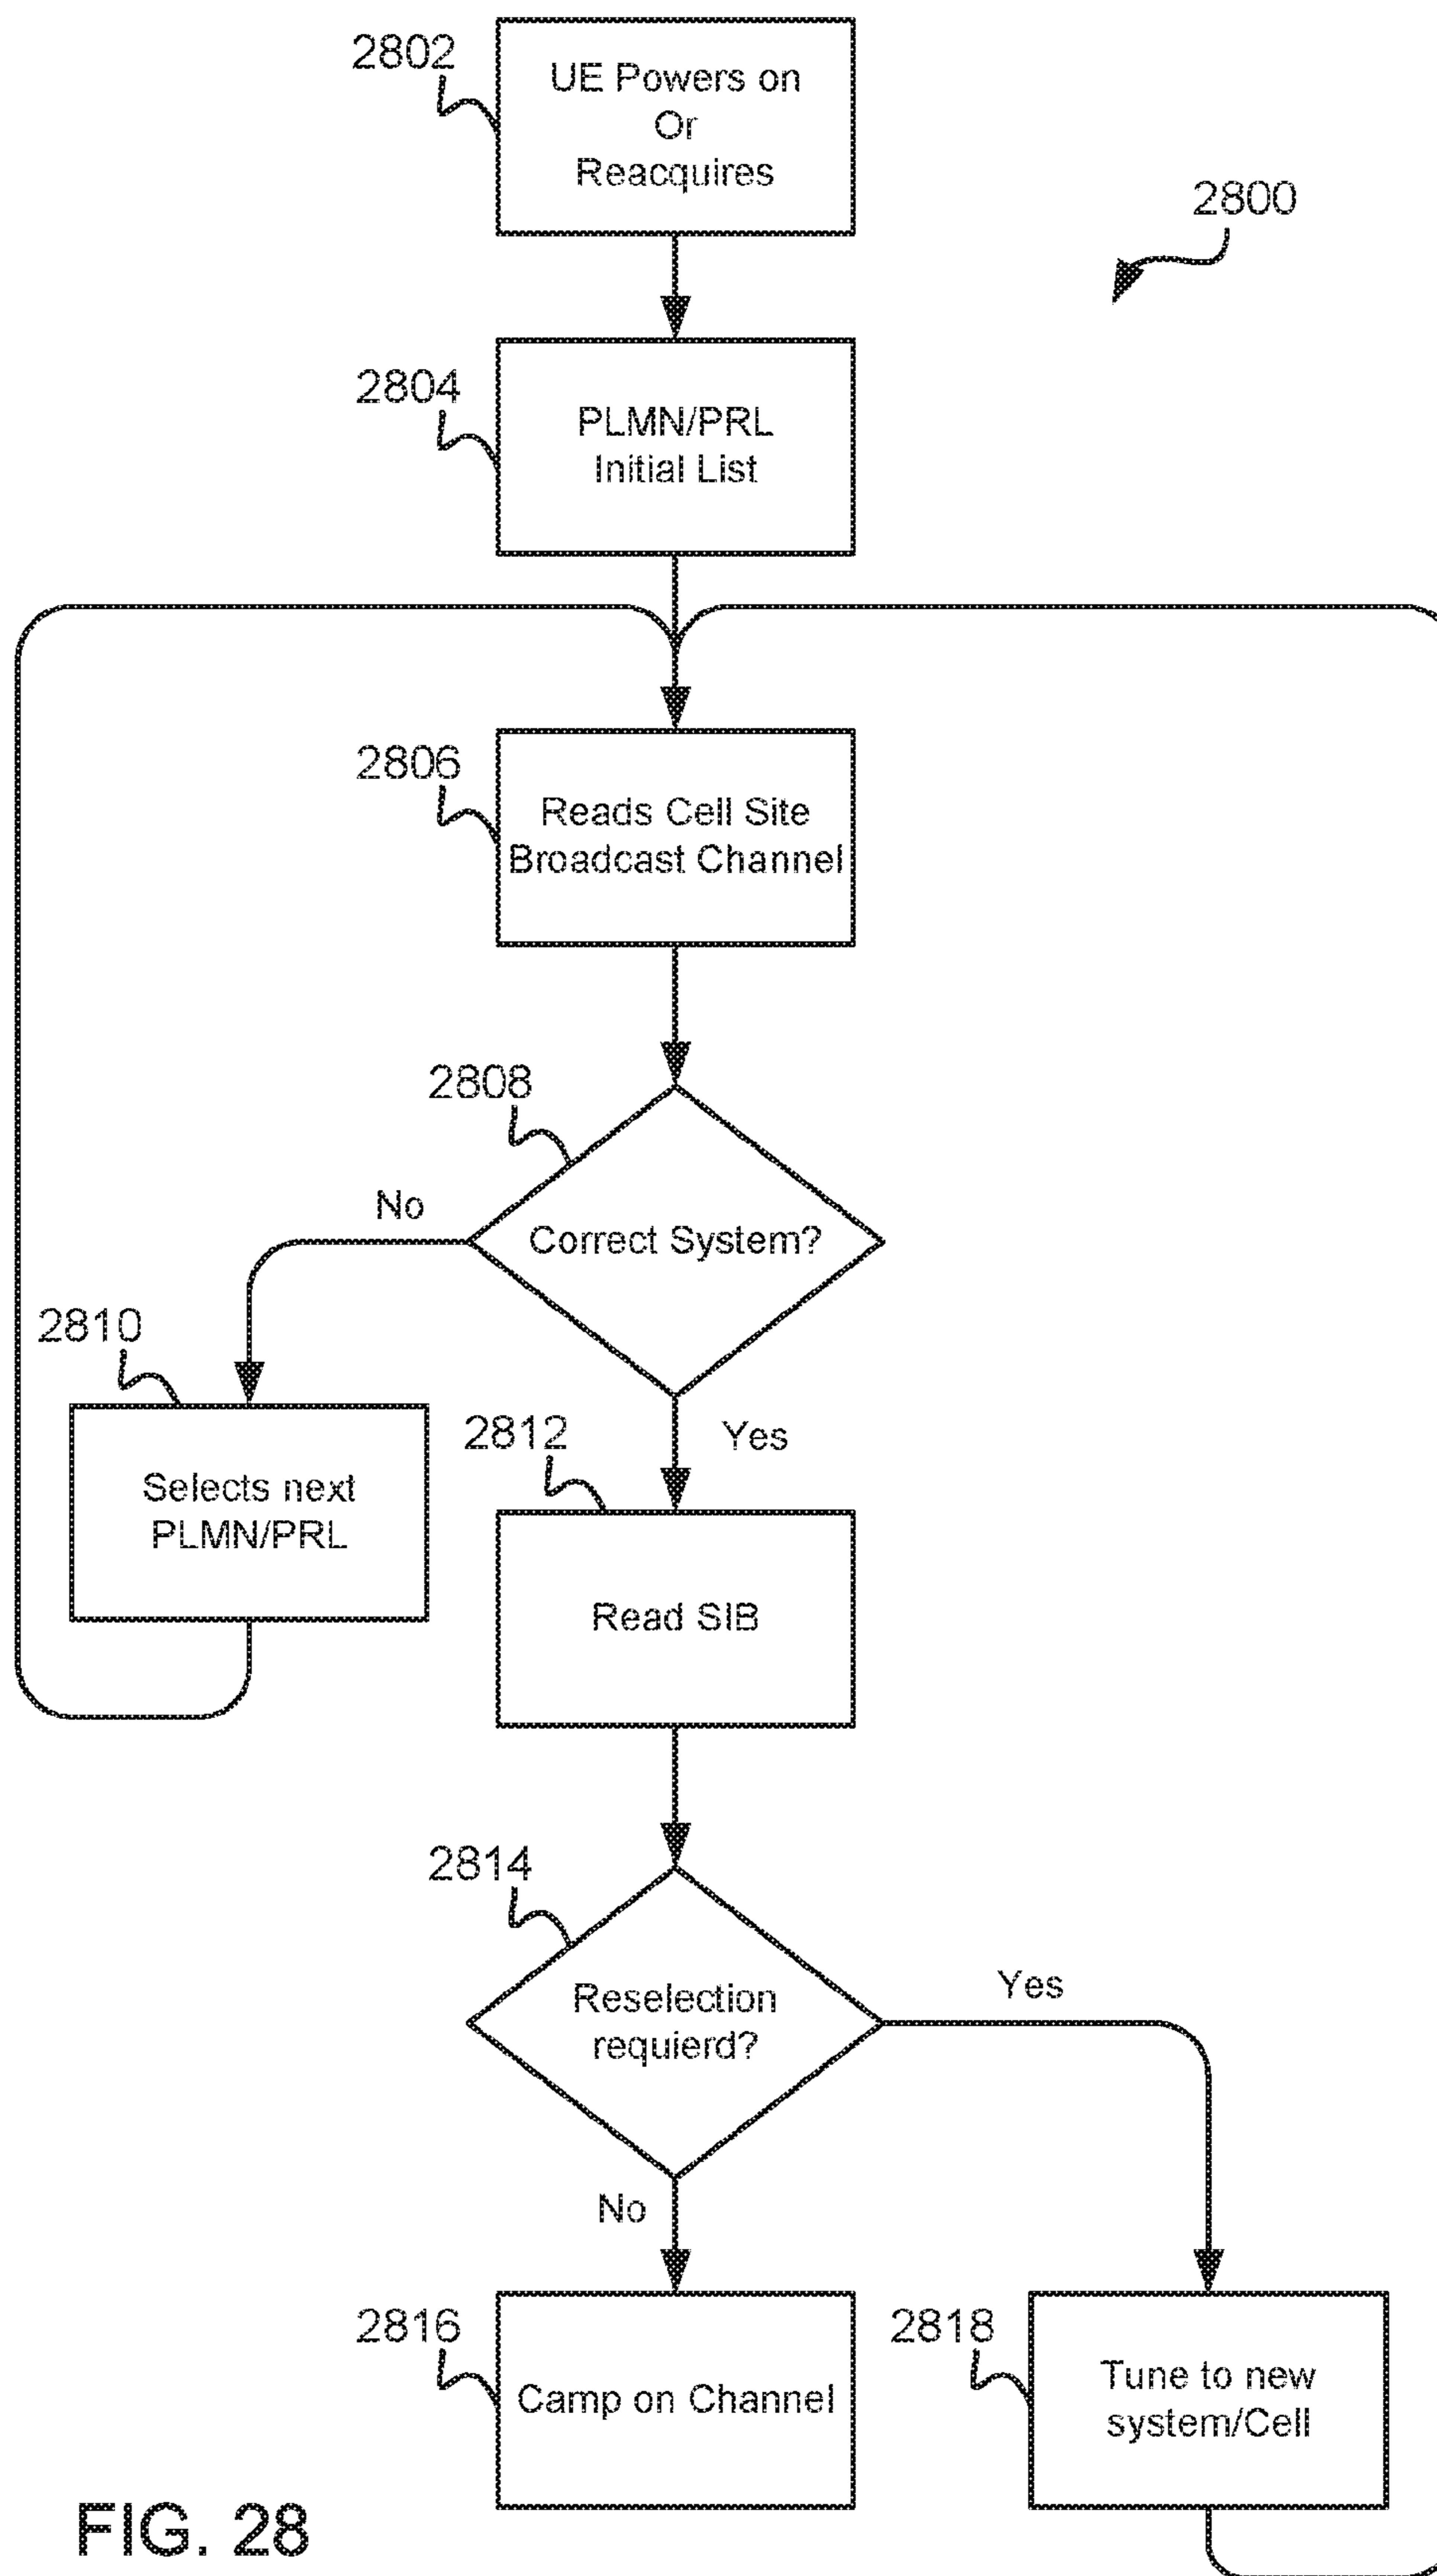 2802
UE Powers on
Or
Reacquires
2800
2804
PLMN/PRL
Initial List
2806
Reads Cell Site
Broadcast Channel
2808
No
Correct System?
2810
Selects next
PLMN/PRL
2812
Yes
Read SIB
2814
Reselection
requierd?
Yes
No
2816
Camp on Channel
2818
Tune to new
system/Cell
FIG. 28